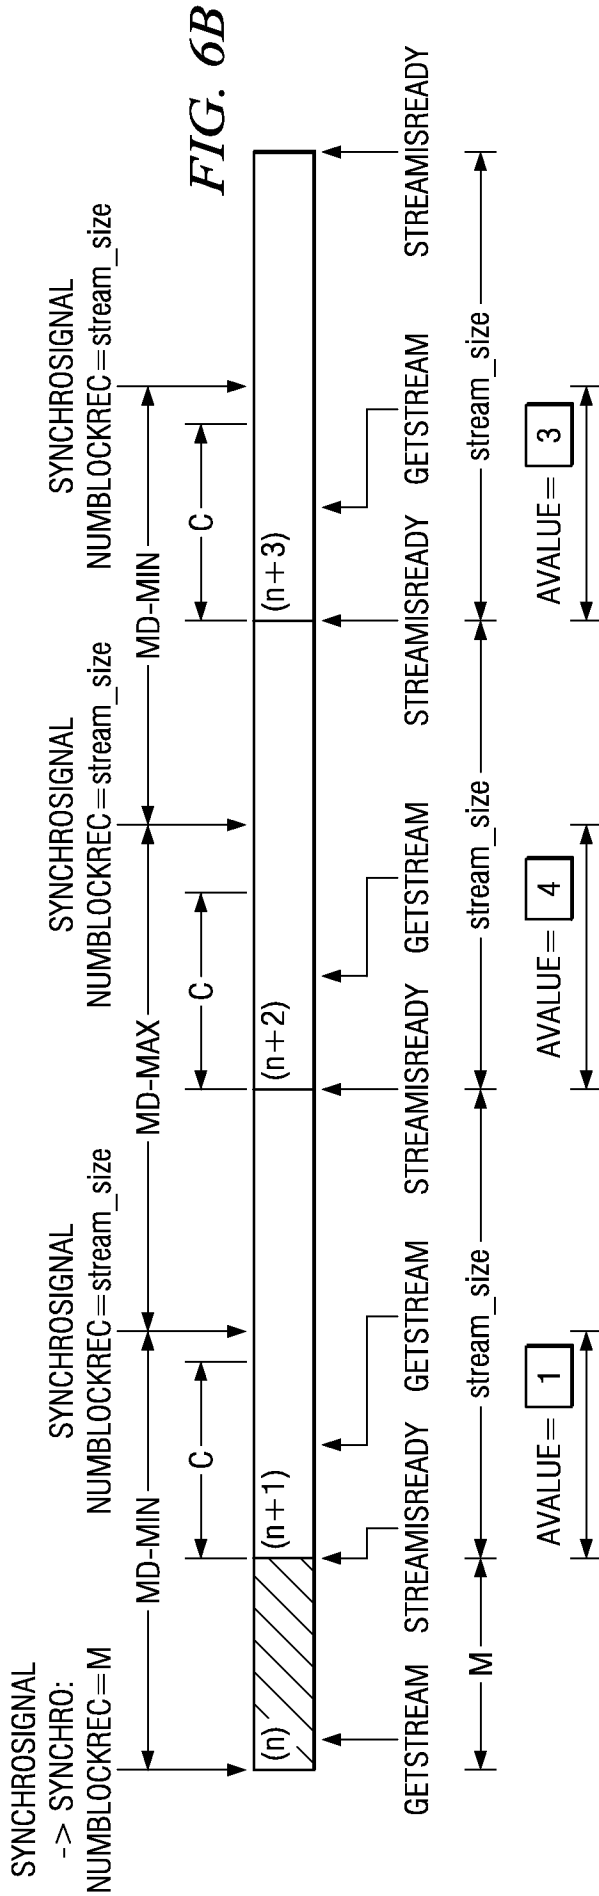 FIG. 6B
SYNCHROSIGNAL
-> SYNCHRO:
NUMBLOCKREC=M
SYNCHROSIGNAL
NUMBLOCKREC=stream_size
SYNCHROSIGNAL
NUMBLOCKREC=stream_size
SYNCHROSIGNAL
NUMBLOCKREC=stream_size
MD-MIN
MD-MAX
MD-MIN
C
C
C
(n)
(n+1)
(n+2)
(n+3)
GETSTREAM
STREAMISREADY
GETSTREAM
STREAMISREADY
GETSTREAM
STREAMISREADY
GETSTREAM
STREAMISREADY
M
stream_size
stream_size
stream_size
AVALUE= 1
AVALUE= 4
AVALUE= 3